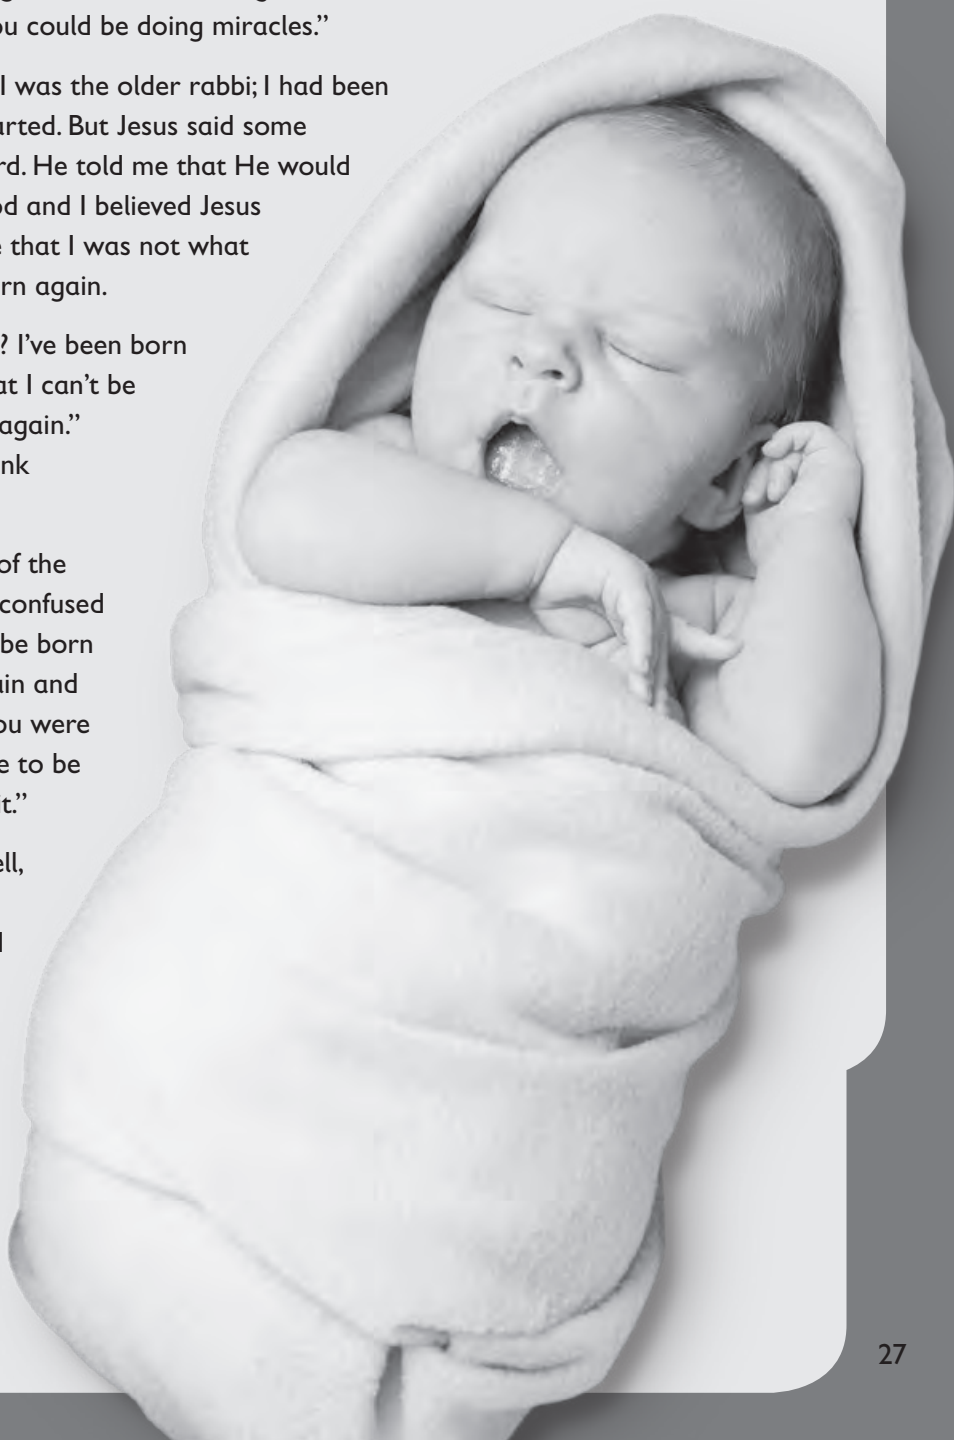 ou could be doing miracles.”
I was the older rabbi; I had been
arted. But Jesus said some
rd. He told me that He would
od and I believed Jesus
e that I was not what
rn again.
? I’ve been born
at I can’t be
again.”
nk
of the
confused
be born
ain and
ou were
e to be
it.”
ell,
27